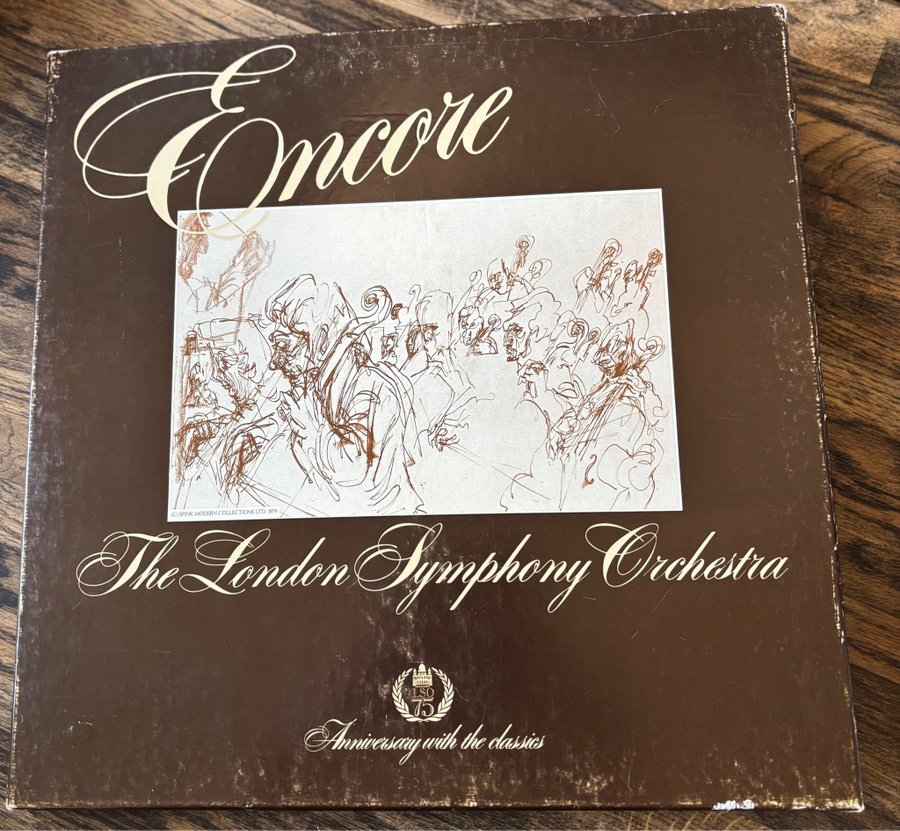 Encore
(C) SPINK MODERN COLLECTIONS LTD. 1979
The London Symphony Orchestra
LSO
75
Anniversary with the classics